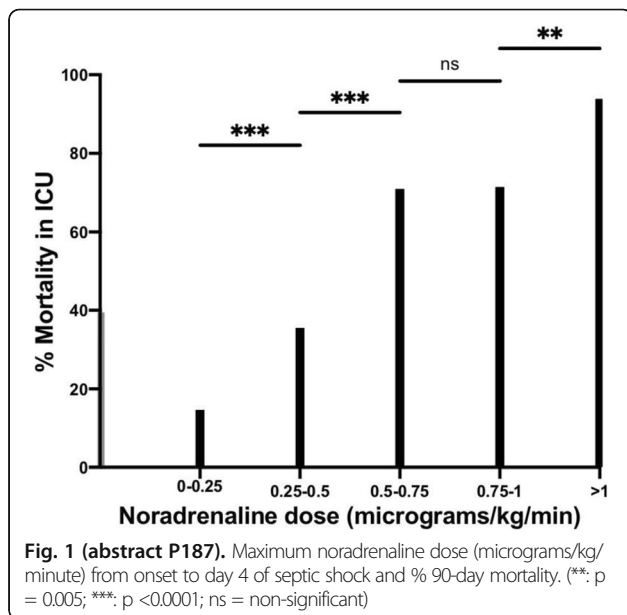 **
ns
***
***
100
80
60
40
20
0
% Mortality in ICU
0-0.25 0.25-0.5 0.5-0.75 0.75-1 >1
Noradrenaline dose (micrograms/kg/min)
Fig. 1 (abstract P187). Maximum noradrenaline dose (micrograms/kg/
minute) from onset to day 4 of septic shock and % 90-day mortality. (**: p
= 0.005; ***: p <0.0001; ns = non-significant)